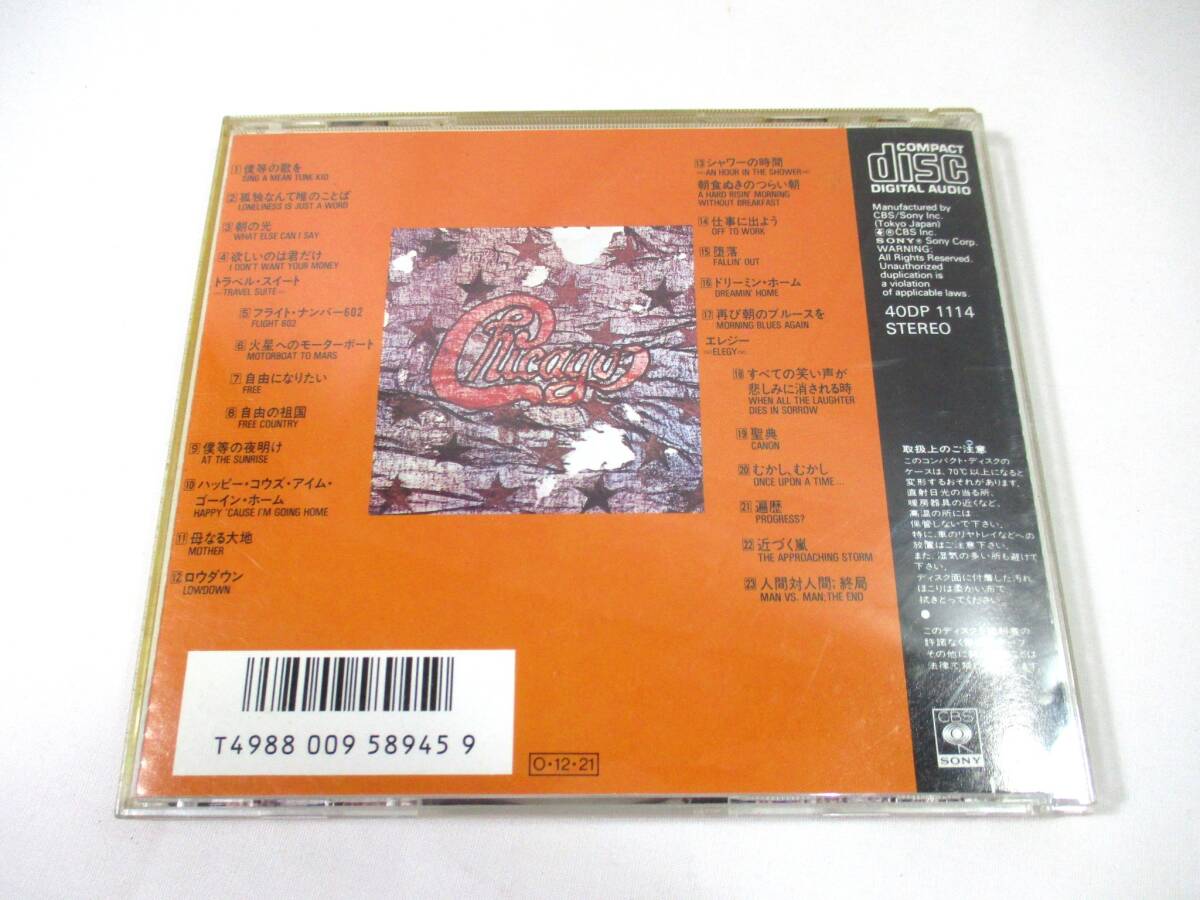 1 僕等の歌を
SING A MEAN TUNE KID
2 孤独なんて唯のことば
LONELINESS IS JUST A WORD
3 朝の光
WHAT ELSE CAN I SAY
4 欲しいのは君だけ
I DON'T WANT YOUR MONEY
トラベル・スイート
—TRAVEL SUITE—
5 フライト・ナンバー602
FLIGHT 602
6 火星へのモーターボート
MOTORBOAT TO MARS
7 自由になりたい
FREE
8 自由の祖国
FREE COUNTRY
9 僕等の夜明け
AT THE SUNRISE
10 ハッピー・コウズ・アイム・
ゴーイン・ホーム
HAPPY 'CAUSE I'M GOING HOME
11 母なる大地
MOTHER
12 ロウダウン
LOWDOWN
Chicago
13 シャワーの時間
—AN HOUR IN THE SHOWER—
朝食ぬきのつらい朝
A HARD RISIN' MORNING
WITHOUT BREAKFAST
14 仕事に出よう
OFF TO WORK
15 堕落
FALLIN' OUT
16 ドリーミン・ホーム
DREAMIN' HOME
17 再び朝のブルースを
MORNING BLUES AGAIN
エレジー
—ELEGY—
18 すべての笑い声が
悲しみに消される時
WHEN ALL THE LAUGHTER
DIES IN SORROW
19 聖典
CANON
20 むかし、むかし
ONCE UPON A TIME...
21 遍歴
PROGRESS?
22 近づく嵐
THE APPROACHING STORM
23 人間対人間；終局
MAN VS. MAN:THE END
T4988 009 58945 9
O・12・21
COMPACT
disc
DIGITAL AUDIO
Manufactured by
CBS/Sony Inc.
(Tokyo Japan)
℗CBS Inc.
SONY® Sony Corp.
WARNING:
All Rights Reserved.
Unauthorized
duplication is
a violation
of applicable laws.
40DP 1114
STEREO
取扱上のご注意
このコンパクト・ディスクの
ケースは、70℃以上になると
変形するおそれがあります。
直射日光の当る所、
暖房器具の近くなど、
高温の所には
保管しないで下さい。
特に、車のリヤトレイなどへの
放置はご注意下さい。
また、湿気の多い所も避けて
下さい。
ディスク面に付着した汚れ、
ほこりは柔かい布で
拭きとってください。
このディスクを
許諾なく
その他に
法律で
CBS
SONY